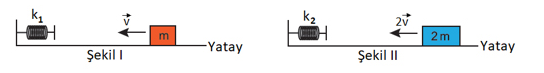 k₁
v⃗
m
Yatay
Şekil I
k₂
2v⃗
2m
Yatay
Şekil II